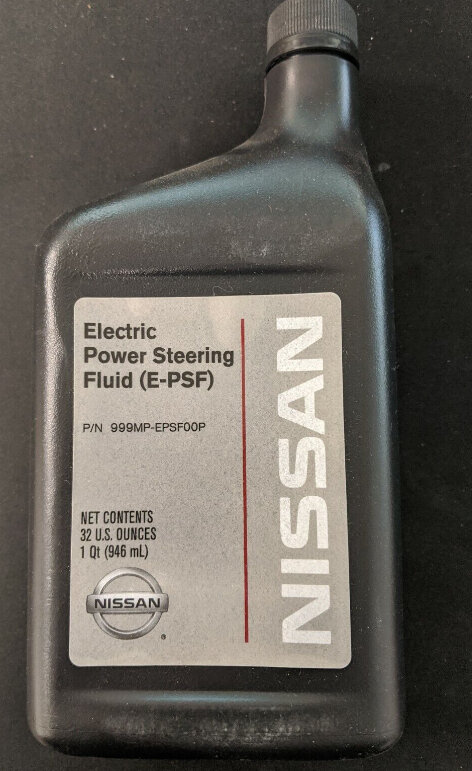 Electric
Power Steering
Fluid (E-PSF)
P/N 999MP-EPSF00P
NET CONTENTS
32 U.S. OUNCES
1 Qt (946 mL)
NISSAN
®
NISSAN